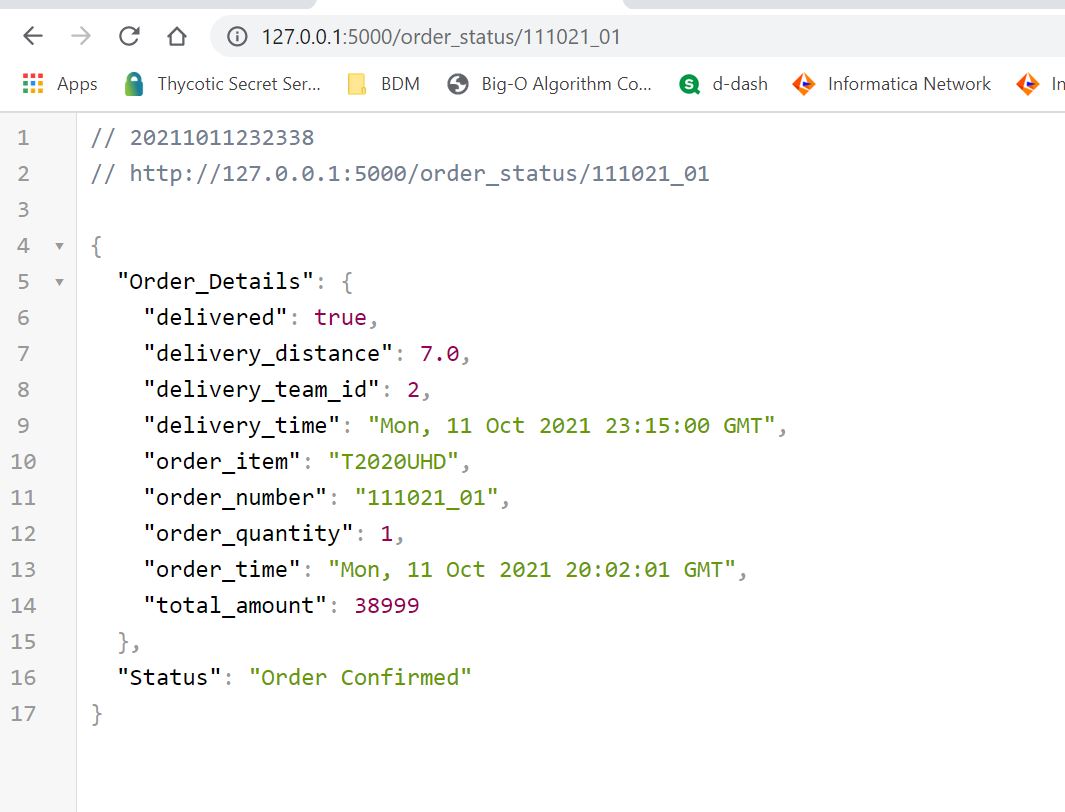 127.0.0.1:5000/order_status/111021_01
Apps Thycotic Secret Ser... BDM Big-O Algorithm Co... d-dash Informatica Network In
1 // 20211011232338
2 // http://127.0.0.1:5000/order_status/111021_01
3
4 {
5 "Order_Details": {
6 "delivered": true,
7 "delivery_distance": 7.0,
8 "delivery_team_id": 2,
9 "delivery_time": "Mon, 11 Oct 2021 23:15:00 GMT",
10 "order_item": "T2020UHD",
11 "order_number": "111021_01",
12 "order_quantity": 1,
13 "order_time": "Mon, 11 Oct 2021 20:02:01 GMT",
14 "total_amount": 38999
15 },
16 "Status": "Order Confirmed"
17 }